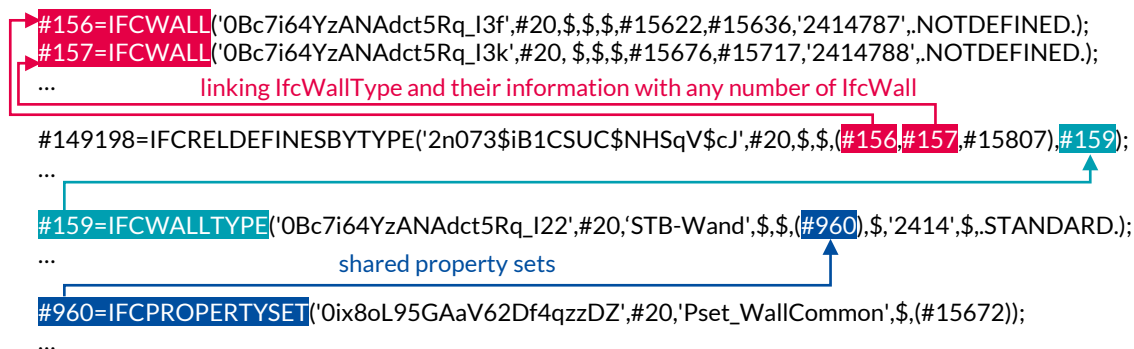 #156=IFCWALL('0Bc7i64YzANAdct5Rq_I3f',#20,$,$,$,#15622,#15636,'2414787',.NOTDEFINED.);
#157=IFCWALL('0Bc7i64YzANAdct5Rq_I3k',#20, $,$,$,#15676,#15717,'2414788',.NOTDEFINED.);
...
linking IfcWallType and their information with any number of IfcWall
#149198=IFCRELDEFINESBYTYPE('2n073$iB1CSUC$NHSqV$cJ',#20,$,$,(#156,#157,#15807),#159);
...
#159=IFCWALLTYPE('0Bc7i64YzANAdct5Rq_I22',#20,‘STB-Wand',$,$,(#960),$,'2414',$,.STANDARD.);
...
shared property sets
#960=IFCPROPERTYSET('0ix8oL95GAaV62Df4qzzDZ',#20,'Pset_WallCommon',$,(#15672));
...